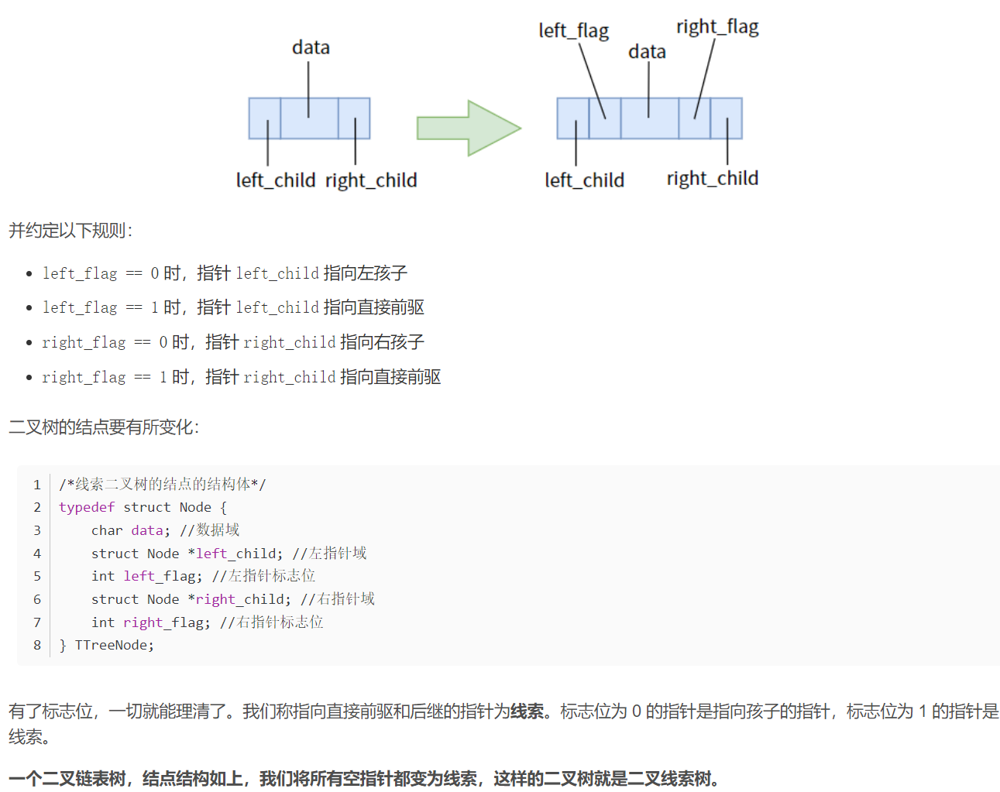 data
left_child right_child
left_flag
data
right_flag
left_child
right_child
并约定以下规则：
• left_flag == 0 时，指针 left_child 指向左孩子
• left_flag == 1 时，指针 left_child 指向直接前驱
• right_flag == 0 时，指针 right_child 指向右孩子
• right_flag == 1 时，指针 right_child 指向直接前驱
二叉树的结点要有所变化：
1 /*线索二叉树的结点的结构体*/
2 typedef struct Node {
3     char data; //数据域
4     struct Node *left_child; //左指针域
5     int left_flag; //左指针标志位
6     struct Node *right_child; //右指针域
7     int right_flag; //右指针标志位
8 } TTreeNode;
有了标志位，一切就能理清了。我们称指向直接前驱和后继的指针为线索。标志位为 0 的指针是指向孩子的指针，标志位为 1 的指针是
线索。
一个二叉链表树，结点结构如上，我们将所有空指针都变为线索，这样的二叉树就是二叉线索树。